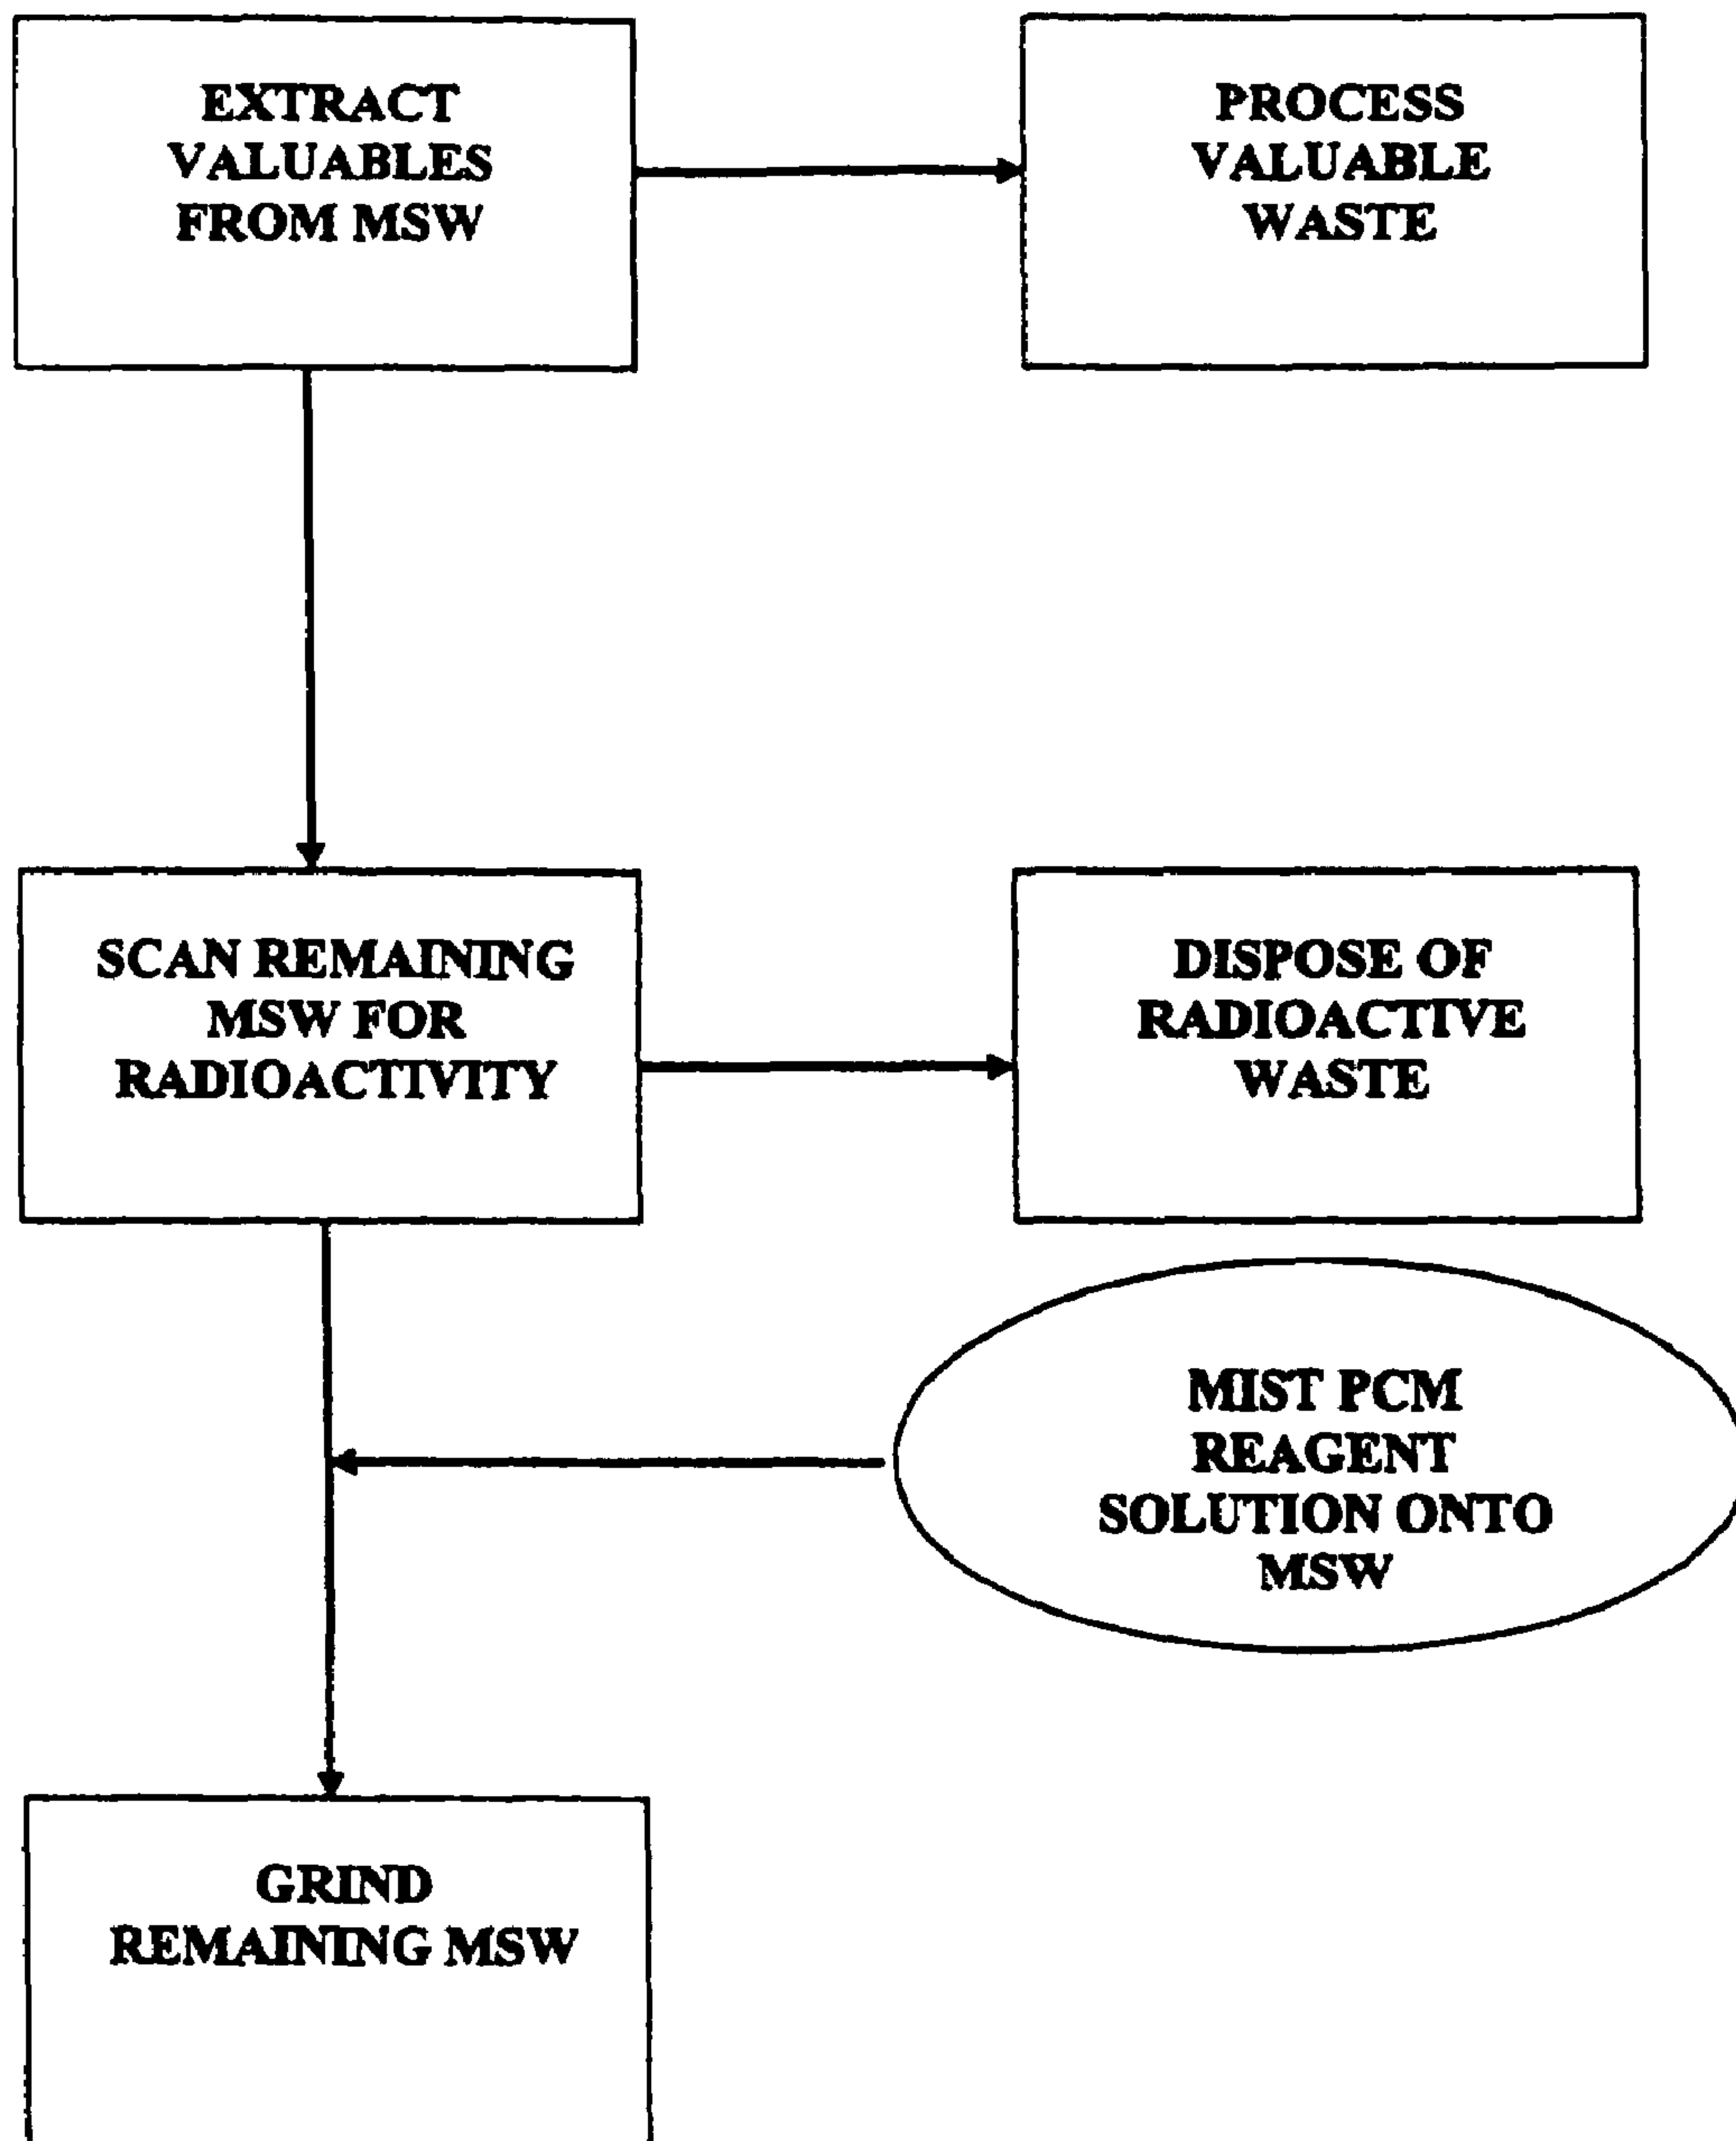 EXTRACT
VALUABLES
FROM MSW
PROCESS
VALUABLE
WASTE
SCAN REMAINING
MSW FOR
RADIOACTIVITY
DISPOSE OF
RADIOACTIVE
WASTE
MIST PCM
REAGENT
SOLUTION ONTO
MSW
GRIND
REMAINING MSW